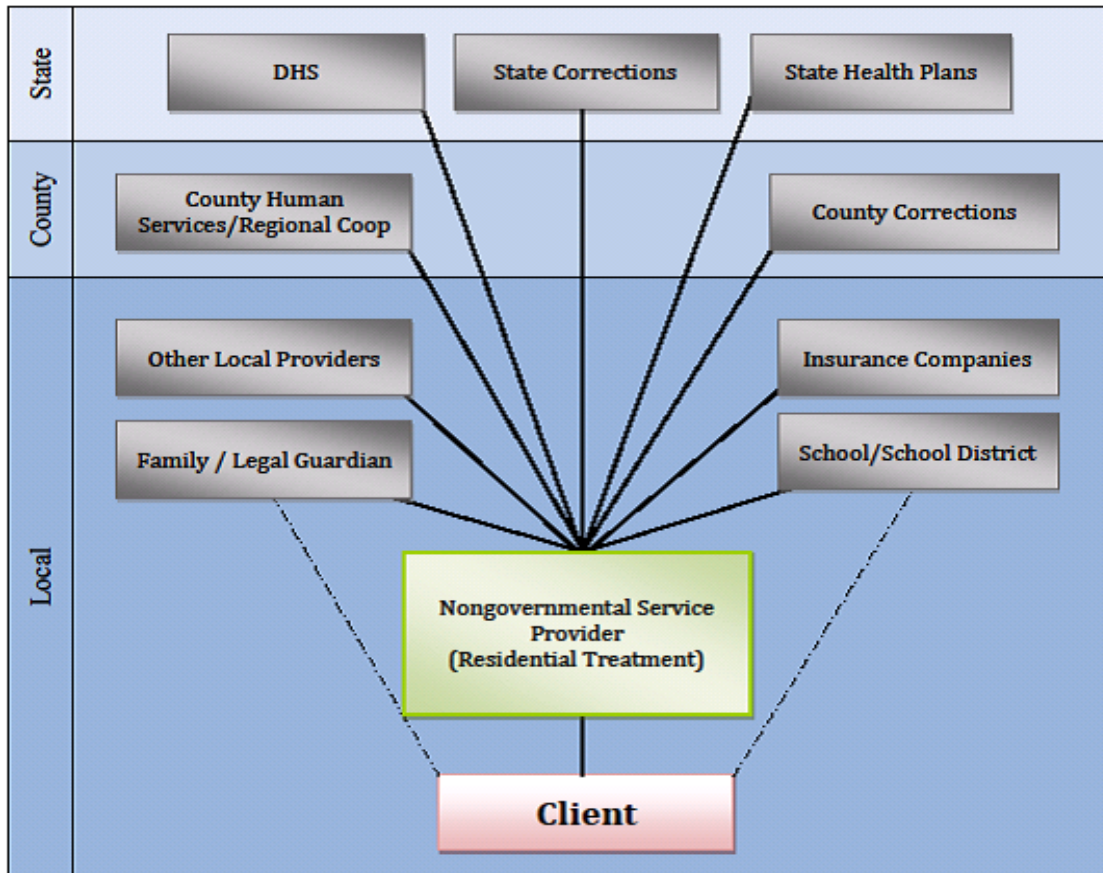 State
DHS
State Corrections
State Health Plans
County
County Human
Services/Regional Coop
County Corrections
Local
Other Local Providers
Insurance Companies
Family / Legal Guardian
School/School District
Nongovernmental Service
Provider
(Residential Treatment)
Client